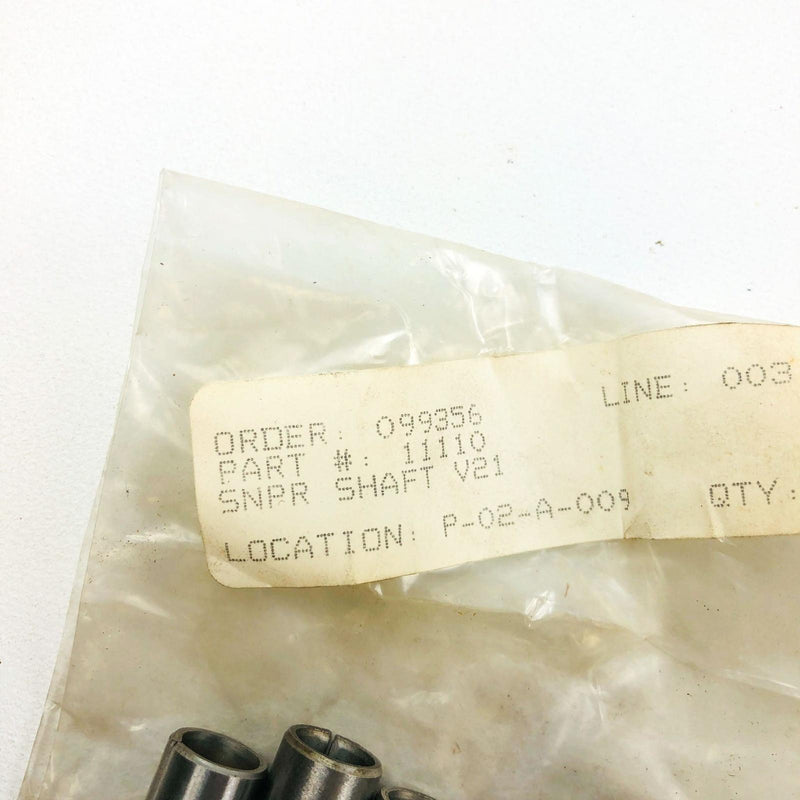 ORDER: 099356 LINE: 003
PART #: 11110
SNPR SHAFT V21
LOCATION: P-02-A-009 QTY: